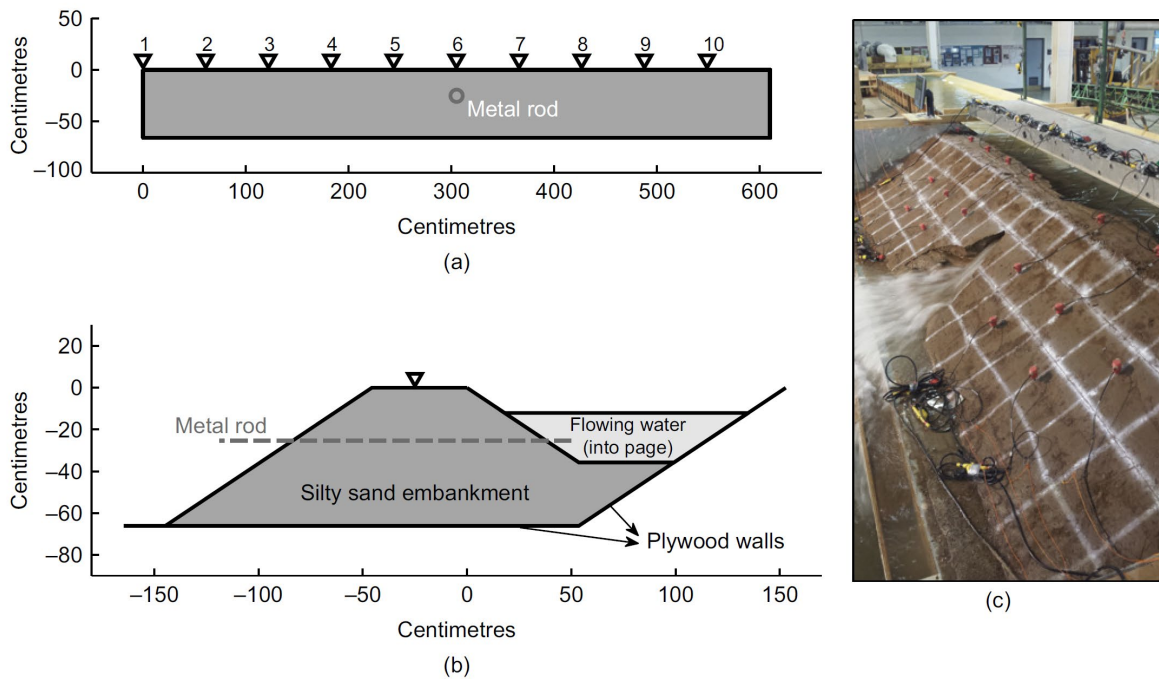 50
0
–50
–100
Centimetres
1 2 3 4 5 6 7 8 9 10
Metal rod
0 100 200 300 400 500 600
Centimetres
(a)
20
0
–20
–40
–60
–80
Centimetres
Metal rod
Flowing water
(into page)
Silty sand embankment
Plywood walls
–150 –100 –50 0 50 100 150
Centimetres
(b)
(c)